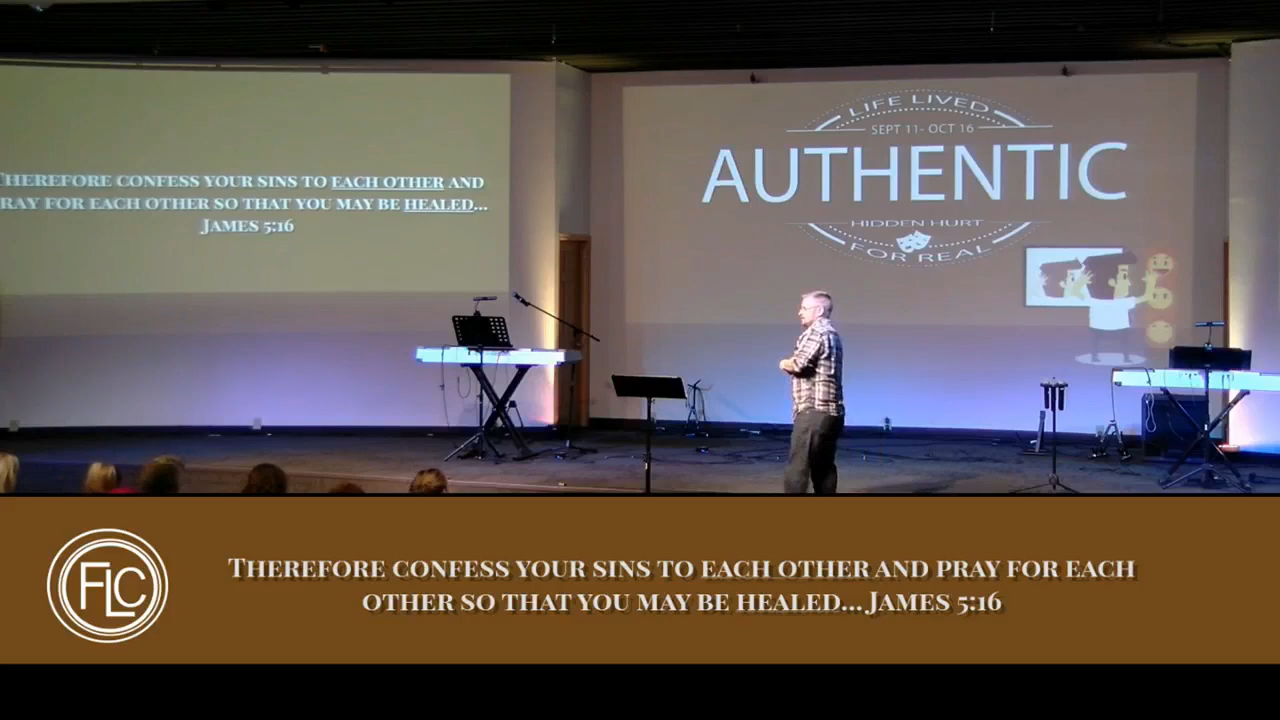 THEREFORE CONFESS YOUR SINS TO EACH OTHER AND
PRAY FOR EACH OTHER SO THAT YOU MAY BE HEALED...
JAMES 5:16
LIFE LIVED
SEPT 11- OCT 16
AUTHENTIC
HIDDEN HURT
FOR REAL
FLC
THEREFORE CONFESS YOUR SINS TO EACH OTHER AND PRAY FOR EACH
OTHER SO THAT YOU MAY BE HEALED...JAMES 5:16